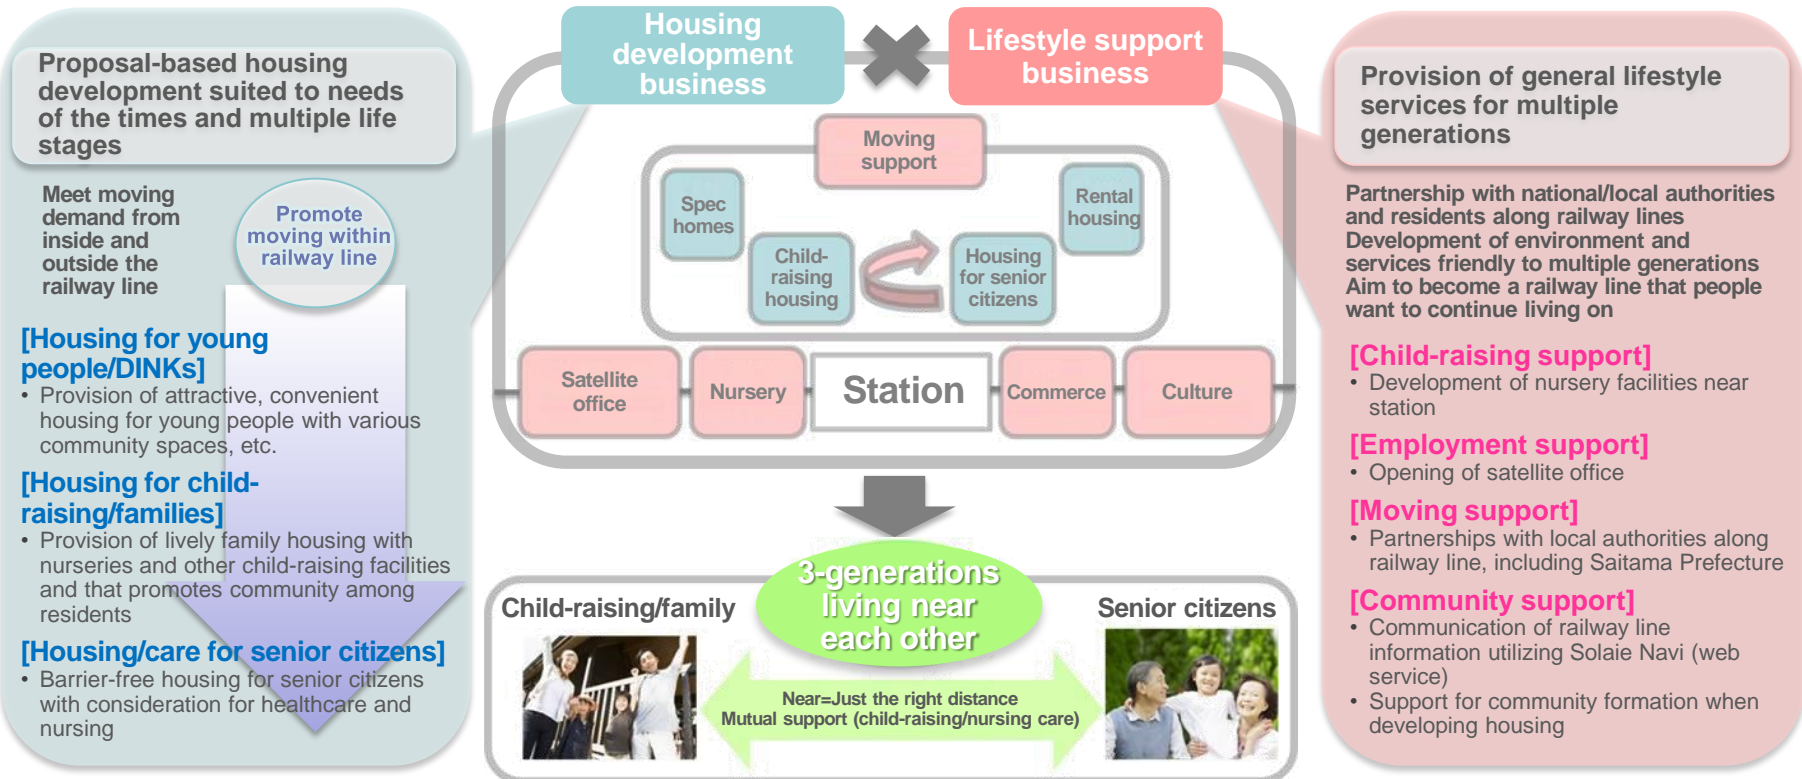 Proposal-based housing
development suited to needs
of the times and multiple life
stages
Meet moving
demand from
inside and
outside the
railway line
Promote
moving within
railway line
[Housing for young
people/DINKs]
• Provision of attractive, convenient
housing for young people with various
community spaces, etc.
[Housing for child-
raising/families]
• Provision of lively family housing with
nurseries and other child-raising facilities
and that promotes community among
residents
[Housing/care for senior citizens]
• Barrier-free housing for senior citizens
with consideration for healthcare and
nursing
Housing
development
business
Lifestyle support
business
Moving
support
Spec
homes
Rental
housing
Child-
raising
housing
Housing
for senior
citizens
Satellite
office
Nursery
Station
Commerce
Culture
3-generations
living near
each other
Child-raising/family
Senior citizens
Near=Just the right distance
Mutual support (child-raising/nursing care)
Provision of general lifestyle
services for multiple
generations
Partnership with national/local authorities
and residents along railway lines
Development of environment and
services friendly to multiple generations
Aim to become a railway line that people
want to continue living on
[Child-raising support]
• Development of nursery facilities near
station
[Employment support]
• Opening of satellite office
[Moving support]
• Partnerships with local authorities along
railway line, including Saitama Prefecture
[Community support]
• Communication of railway line
information utilizing Solaie Navi (web
service)
• Support for community formation when
developing housing